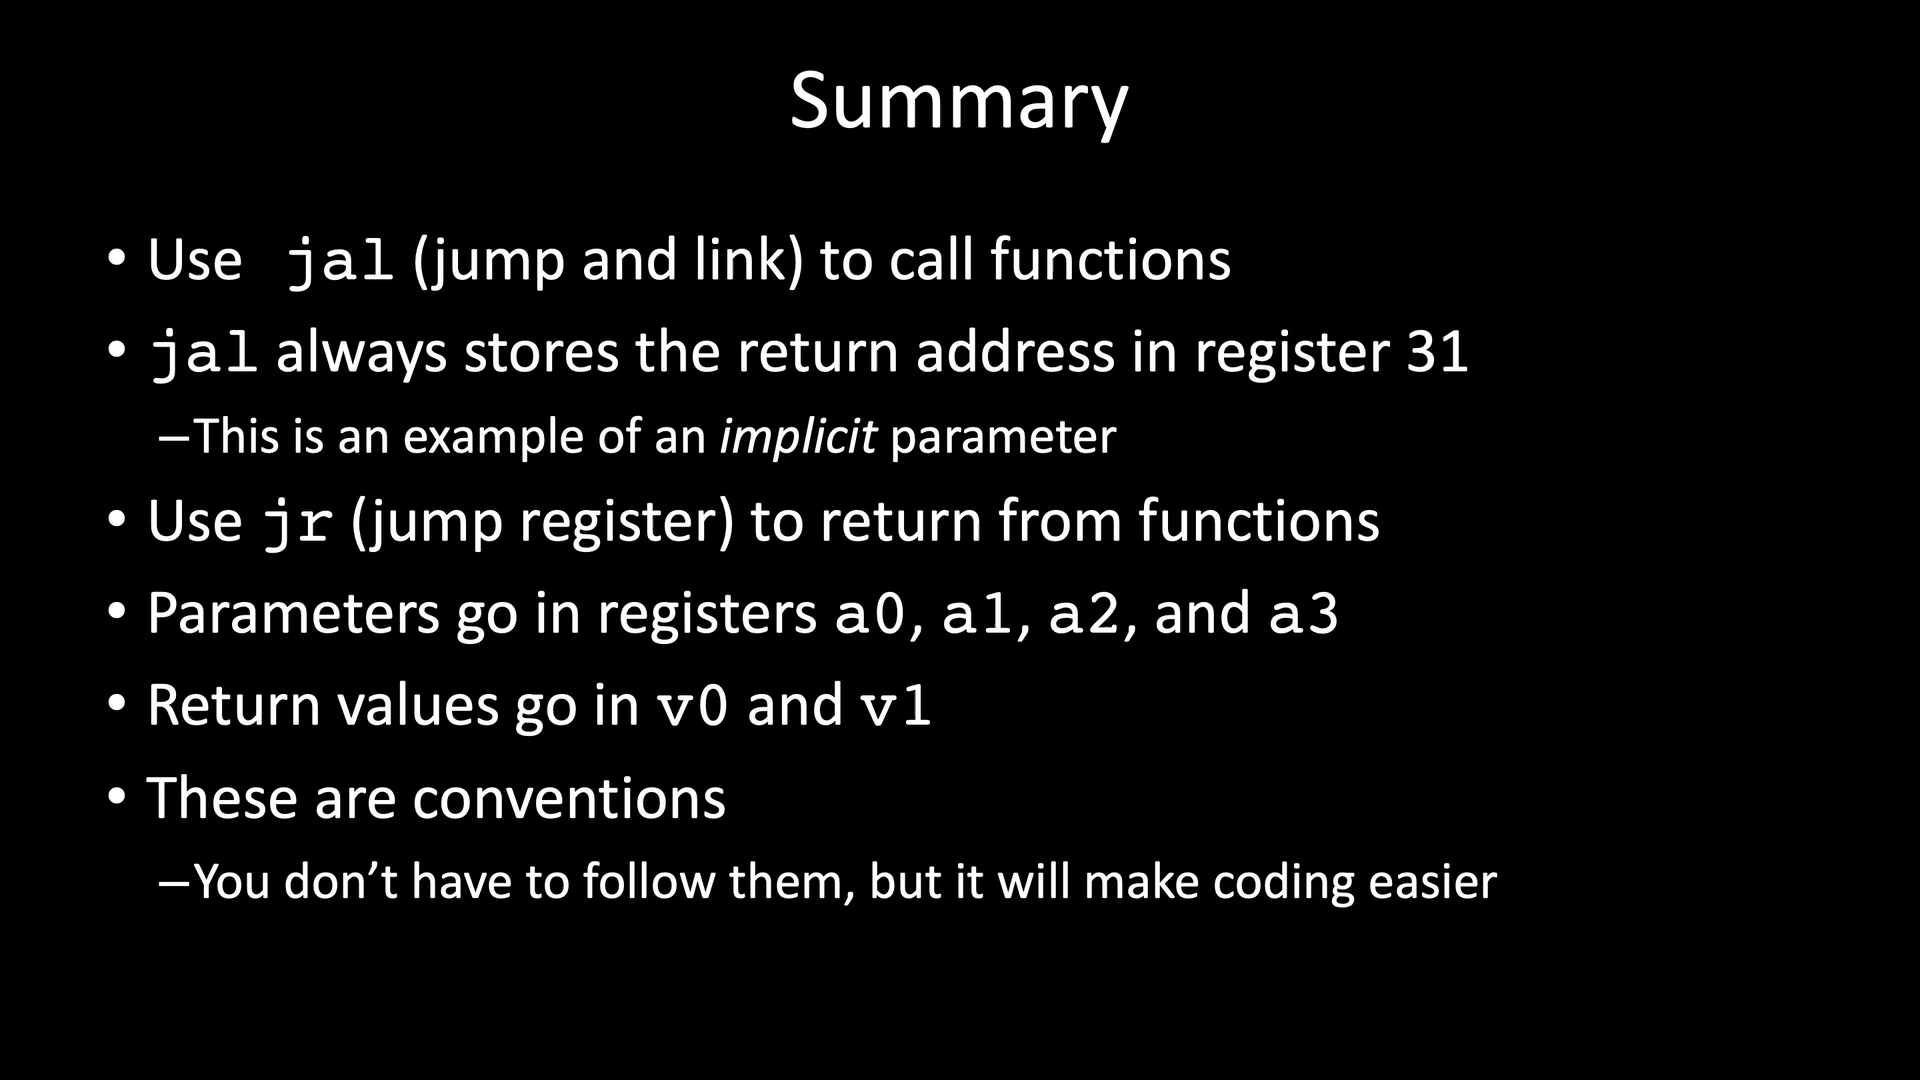 Summary
• Use jal (jump and link) to call functions
• jal always stores the return address in register 31
–This is an example of an implicit parameter
• Use jr (jump register) to return from functions
• Parameters go in registers a0, a1, a2, and a3
• Return values go in v0 and v1
• These are conventions
–You don’t have to follow them, but it will make coding easier